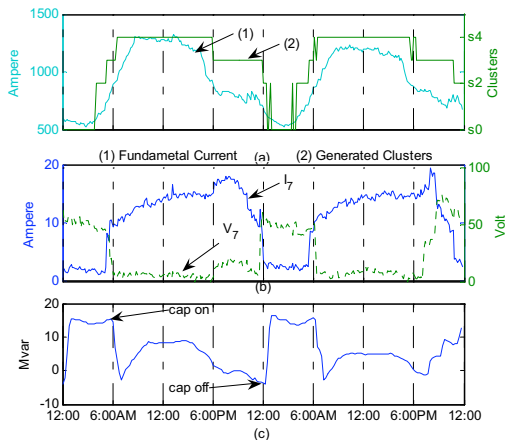 1500
1300
1000
500
Ampere
(1)
(2)
S4
S2
s0
Clusters
(1) Fundametal Current
(a)
(2) Generated Clusters
20
10
0
Ampere
I7
V7
100
50
0
Volt
(b)
20
10
0
-10
Mvar
cap on
cap off
12:00
6:00AM
12:00
6:00PM
12:00
6:00AM
12:00
6:00PM
12:00
(c)